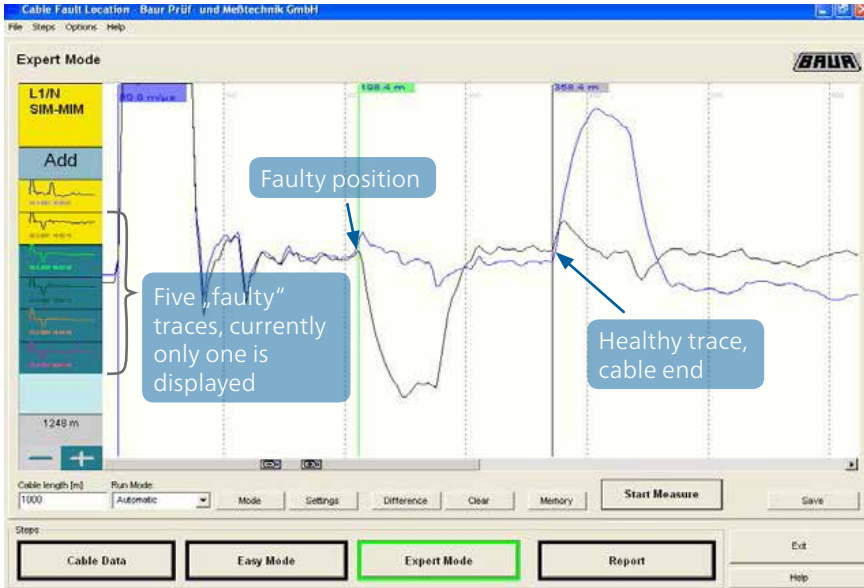 Cable Fault Location - Baur Prüf- und Meßtechnik GmbH
File Steps Options Help
Expert Mode
BAUR
L1/N
SIM-MIM
Add
80.0 m/µs
198.4 m
358.4 m
Faulty position
Five „faulty“
traces, currently
only one is
displayed
Healthy trace,
cable end
1248 m
Cable length [m]
1000
Run Mode:
Automatic
Mode
Settings
Difference
Clear
Memory
Start Measure
Save
Steps
Cable Data
Easy Mode
Expert Mode
Report
Exit
Help